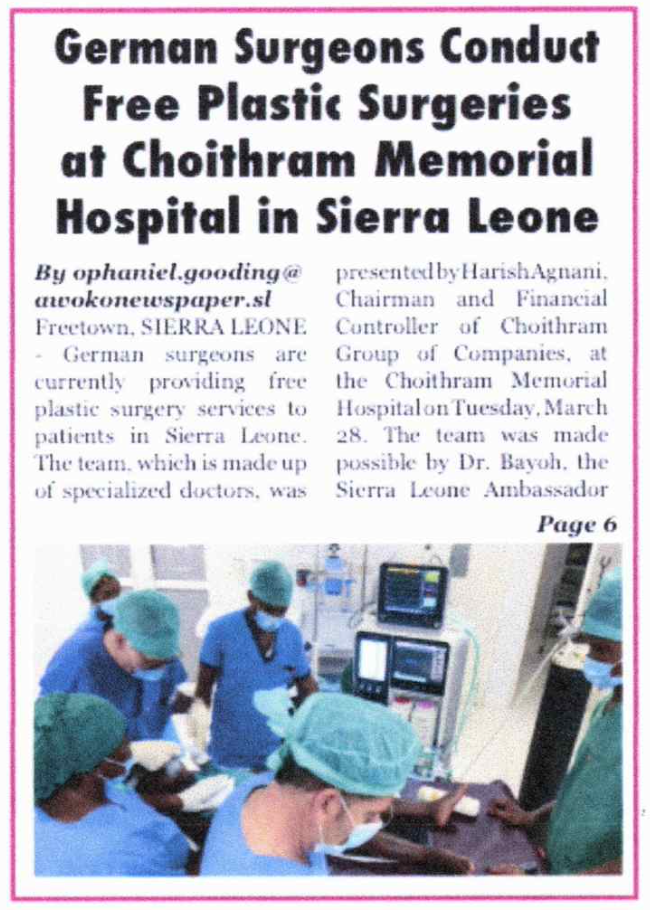 German Surgeons Conduct
Free Plastic Surgeries
at Choithram Memorial
Hospital in Sierra Leone
By ophaniel.gooding@
awokonewspaper.sl
Freetown, SIERRA LEONE
- German surgeons are
currently providing free
plastic surgery services to
patients in Sierra Leone.
The team, which is made up
of specialized doctors, was
presented by Harish Agnani,
Chairman and Financial
Controller of Choithram
Group of Companies, at
the Choithram Memorial
Hospital on Tuesday, March
28. The team was made
possible by Dr. Bayoh, the
Sierra Leone Ambassador
Page 6